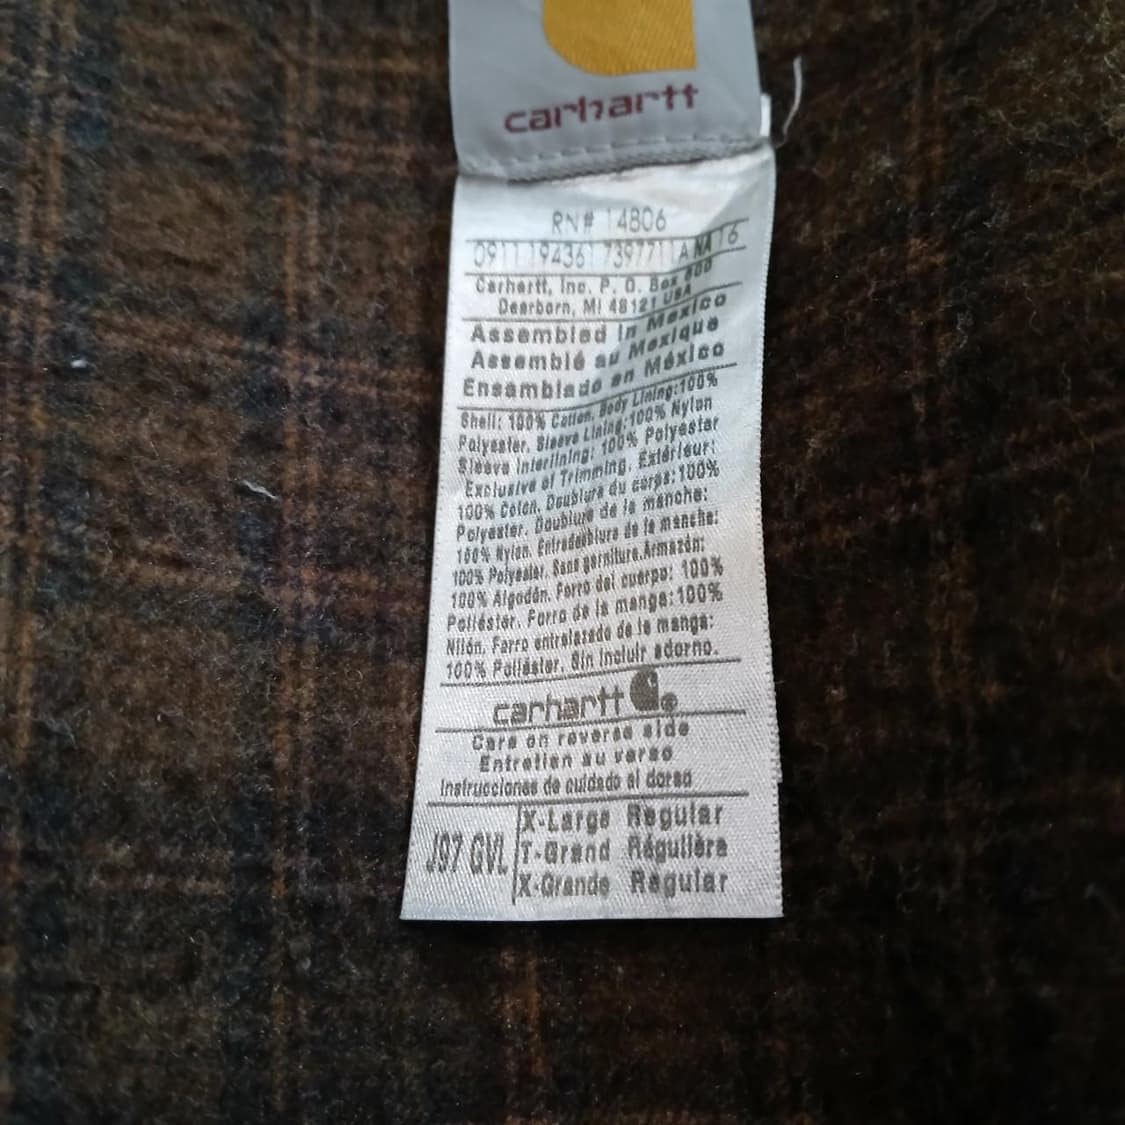 carhartt
RN# 14806
0911 194361 739771 A NA 16
Carhartt, Inc. P. O. Box 600
Dearborn, MI 48121 USA
Assembled in Mexico
Assemblé au Mexique
Ensamblado en México
Shell: 100% Cotton. Body Lining:100%
Polyester. Sleeve Lining:100% Nylon
Sleeve Interlining: 100% Polyester
Exclusive of Trimming. Extérieur:
100% Coton. Doublure du corps:100%
Polyester. Doublure de la manche:
100% Nylon. Entredoublure de la manche:
100% Polyester. Sans garniture.Armazón:
100% Algodón. Forro del cuerpo: 100%
Poliéster. Forro de la manga:100%
Nilón. Forro entrelazado de la manga:
100% Poliéster. Sin incluir adorno.
carhartt
Care on reverse side
Entretien au verso
Instrucciones de cuidado al dorso
J97 GVL
X-Large Regular
T-Grand Régulière
X-Grande Regular